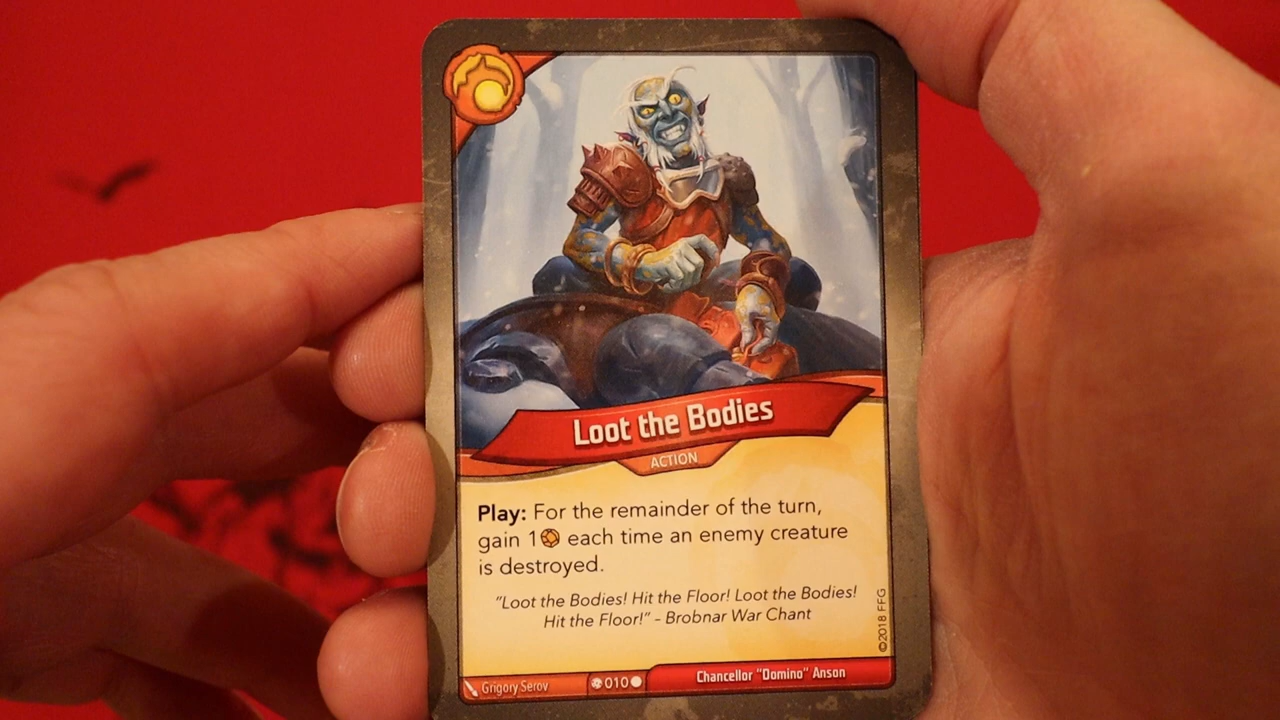 Loot the Bodies
ACTION
Play: For the remainder of the turn,
gain 1 each time an enemy creature
is destroyed.
"Loot the Bodies! Hit the Floor! Loot the Bodies!
Hit the Floor!" - Brobnar War Chant
©2018 FFG
Grigory Serov
010
Chancellor "Domino" Anson